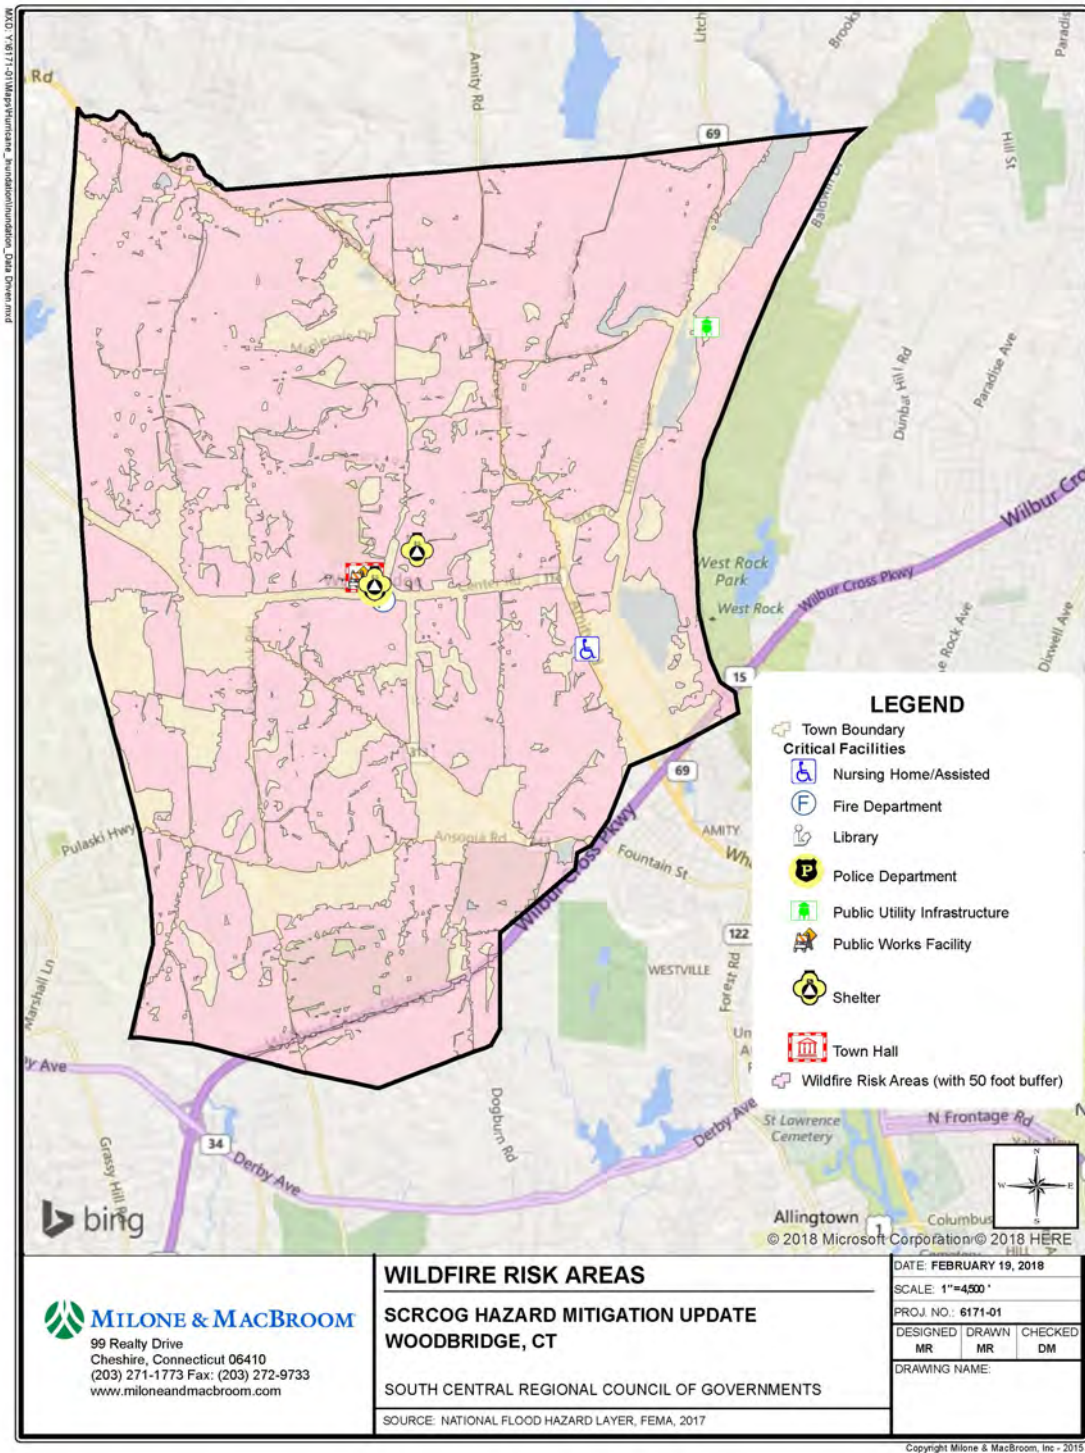 MXD: Y:\6171-01\Maps\Hurricane_Inundation\Inundation_Data Driven.mxd
Rd
Amity Rd
Litch
Brooks
Paradis
69
Hill St
Baldwin Dr
Dunbar Hill Rd
Paradise Ave
Center Rd
114
Wilbur Cro
West Rock
Park
Wilbur Cross Pkwy
West Rock
Rock Ave
Dixwell Ave
15
313
69
Pulaski Hwy
Ansonia Rd
Wilbur Cross Pkwy
AMITY
Fountain St
122
Forest Rd
WESTVILLE
Marshall Ln
Dogburn Rd
34
Derby Ave
Derby Ave
Grassy Hill R
St Lawrence
Cemetery
N Frontage Rd
Allingtown
1
Columbus
LEGEND
Town Boundary
Critical Facilities
Nursing Home/Assisted
F Fire Department
Library
P Police Department
Public Utility Infrastructure
Public Works Facility
Shelter
Town Hall
Wildfire Risk Areas (with 50 foot buffer)
N
W E
S
bing
© 2018 Microsoft Corporation © 2018 HERE
MILONE & MACBROOM
99 Realty Drive
Cheshire, Connecticut 06410
(203) 271-1773 Fax: (203) 272-9733
www.miloneandmacbroom.com
WILDFIRE RISK AREAS
SCRCOG HAZARD MITIGATION UPDATE
WOODBRIDGE, CT
SOUTH CENTRAL REGIONAL COUNCIL OF GOVERNMENTS
SOURCE: NATIONAL FLOOD HAZARD LAYER, FEMA, 2017
DATE: FEBRUARY 19, 2018
SCALE: 1"=4,500 '
PROJ. NO.: 6171-01
DESIGNED DRAWN CHECKED
MR MR DM
DRAWING NAME:
Copyright Milone & MacBroom, Inc - 2015